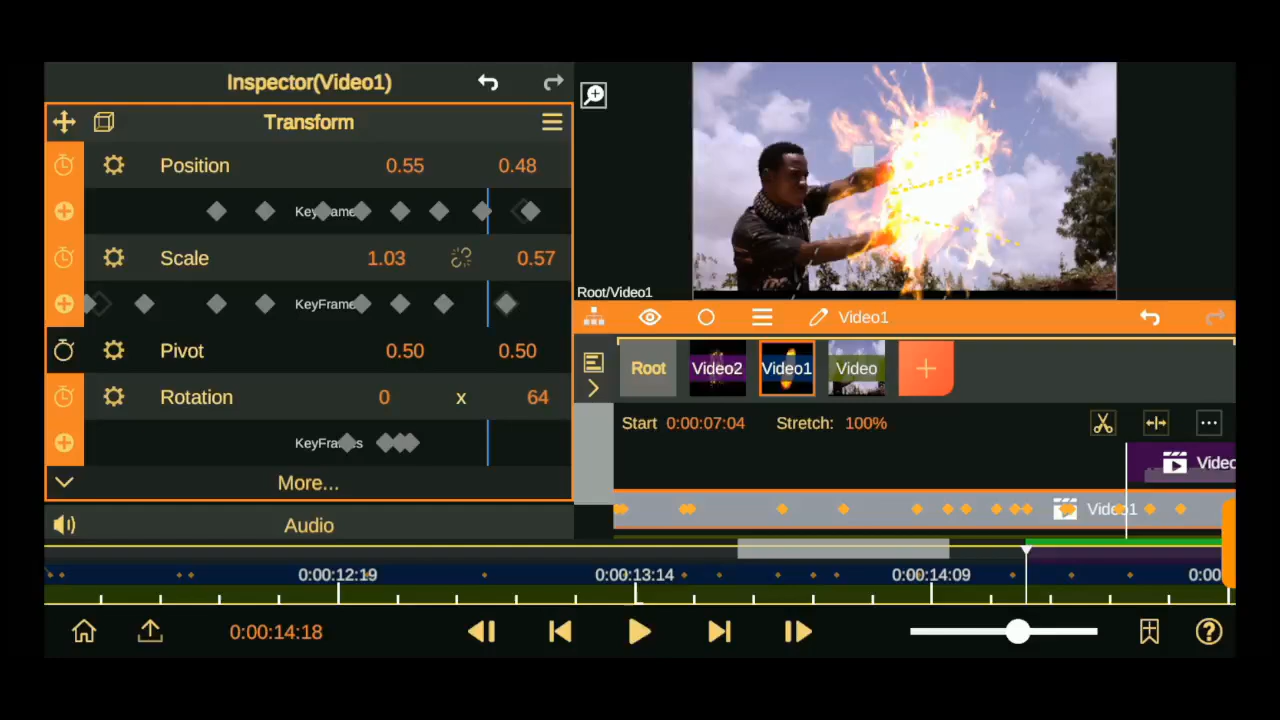 Inspector(Video1)
Transform
Position 0.55 0.48
Scale 1.03 0.57
KeyFrame
Pivot 0.50 0.50
Rotation 0 x 64
KeyFrames
More...
Audio
Root/Video1
Video1
Root Video2 Video1 Video +
Start 0:00:07:04 Stretch: 100%
Video
Video1
0:00:12:19 0:00:13:14 0:00:14:09 0:00
0:00:14:18